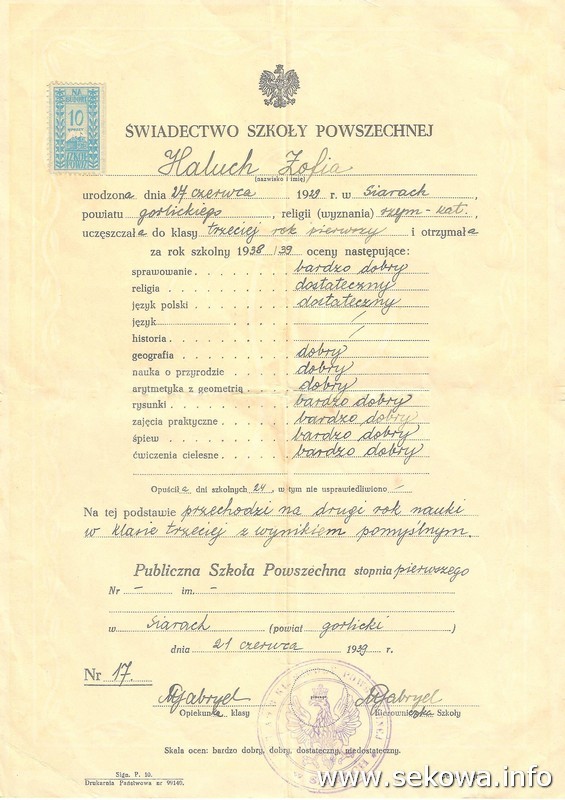 NA
10
GROSZY
ŚWIADECTWO SZKOŁY POWSZECHNEJ
Haluch Zofia
(nazwisko i imię)
urodzona dnia 27 czerwca 1929 r. w Siarach,
powiatu gorlickiego, religii (wyznania) rzym-kat.,
uczęszczała do klasy trzeciej rok pierwszy i otrzymała
za rok szkolny 1938/39 oceny następujące:
sprawowanie bardzo dobry
religia dostateczny
język polski dostateczny
język /
historia /
geografia dobry
nauka o przyrodzie dobry
arytmetyka z geometrią dobry
rysunki bardzo dobry
zajęcia praktyczne bardzo dobry
śpiew bardzo dobry
ćwiczenia cielesne bardzo dobry
Opuściła dni szkolnych 24, w tym nie usprawiedliwiono –
Na tej podstawie przechodzi na drugi rok nauki
w klasie trzeciej z wynikiem pomyślnym.
Publiczna Szkoła Powszechna stopnia pierwszego
Nr – im. –
w Siarach (powiat gorlicki)
dnia 21 czerwca 1939 r.
Nr 17.
MGabryel MGabryel
Opiekunka klasy Kierowniczka Szkoły
Skala ocen: bardzo dobry, dobry, dostateczny, niedostateczny.
Sign. P. 10.
Drukarnia Państwowa nr 99140.
www.sekowa.info